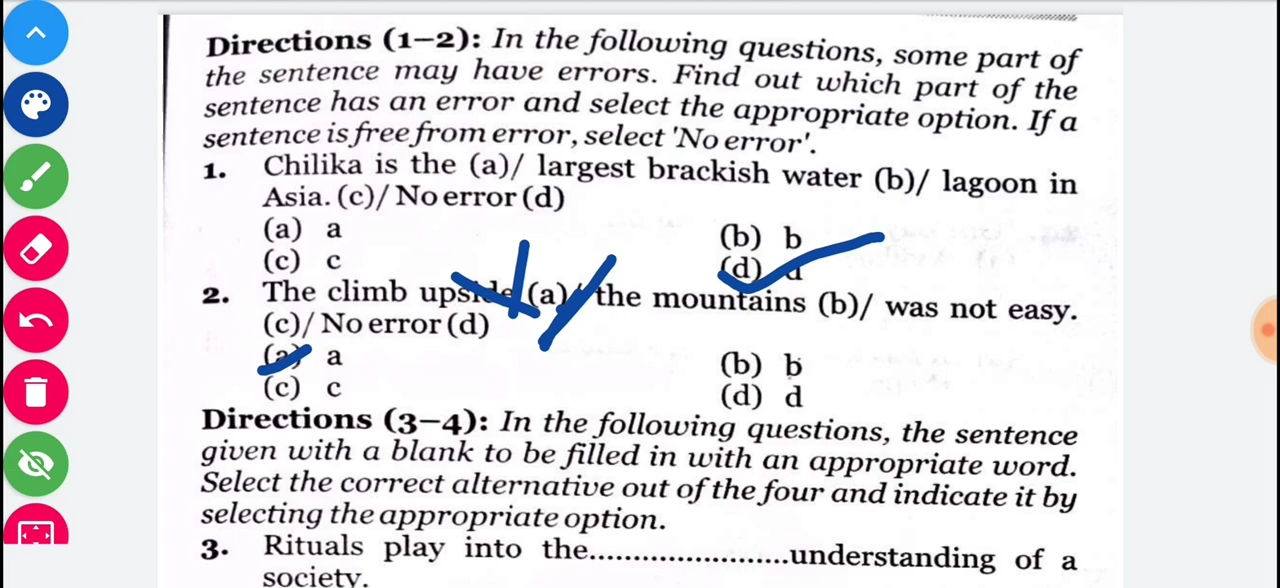 Directions (1–2): In the following questions, some part of
the sentence may have errors. Find out which part of the
sentence has an error and select the appropriate option. If a
sentence is free from error, select 'No error'.
1. Chilika is the (a)/ largest brackish water (b)/ lagoon in
Asia. (c)/ No error (d)
(a) a (b) b
(c) c (d) d
2. The climb upside (a)/ the mountains (b)/ was not easy.
(c)/ No error (d)
(a) a (b) b
(c) c (d) d
Directions (3–4): In the following questions, the sentence
given with a blank to be filled in with an appropriate word.
Select the correct alternative out of the four and indicate it by
selecting the appropriate option.
3. Rituals play into the.......................understanding of a
society.